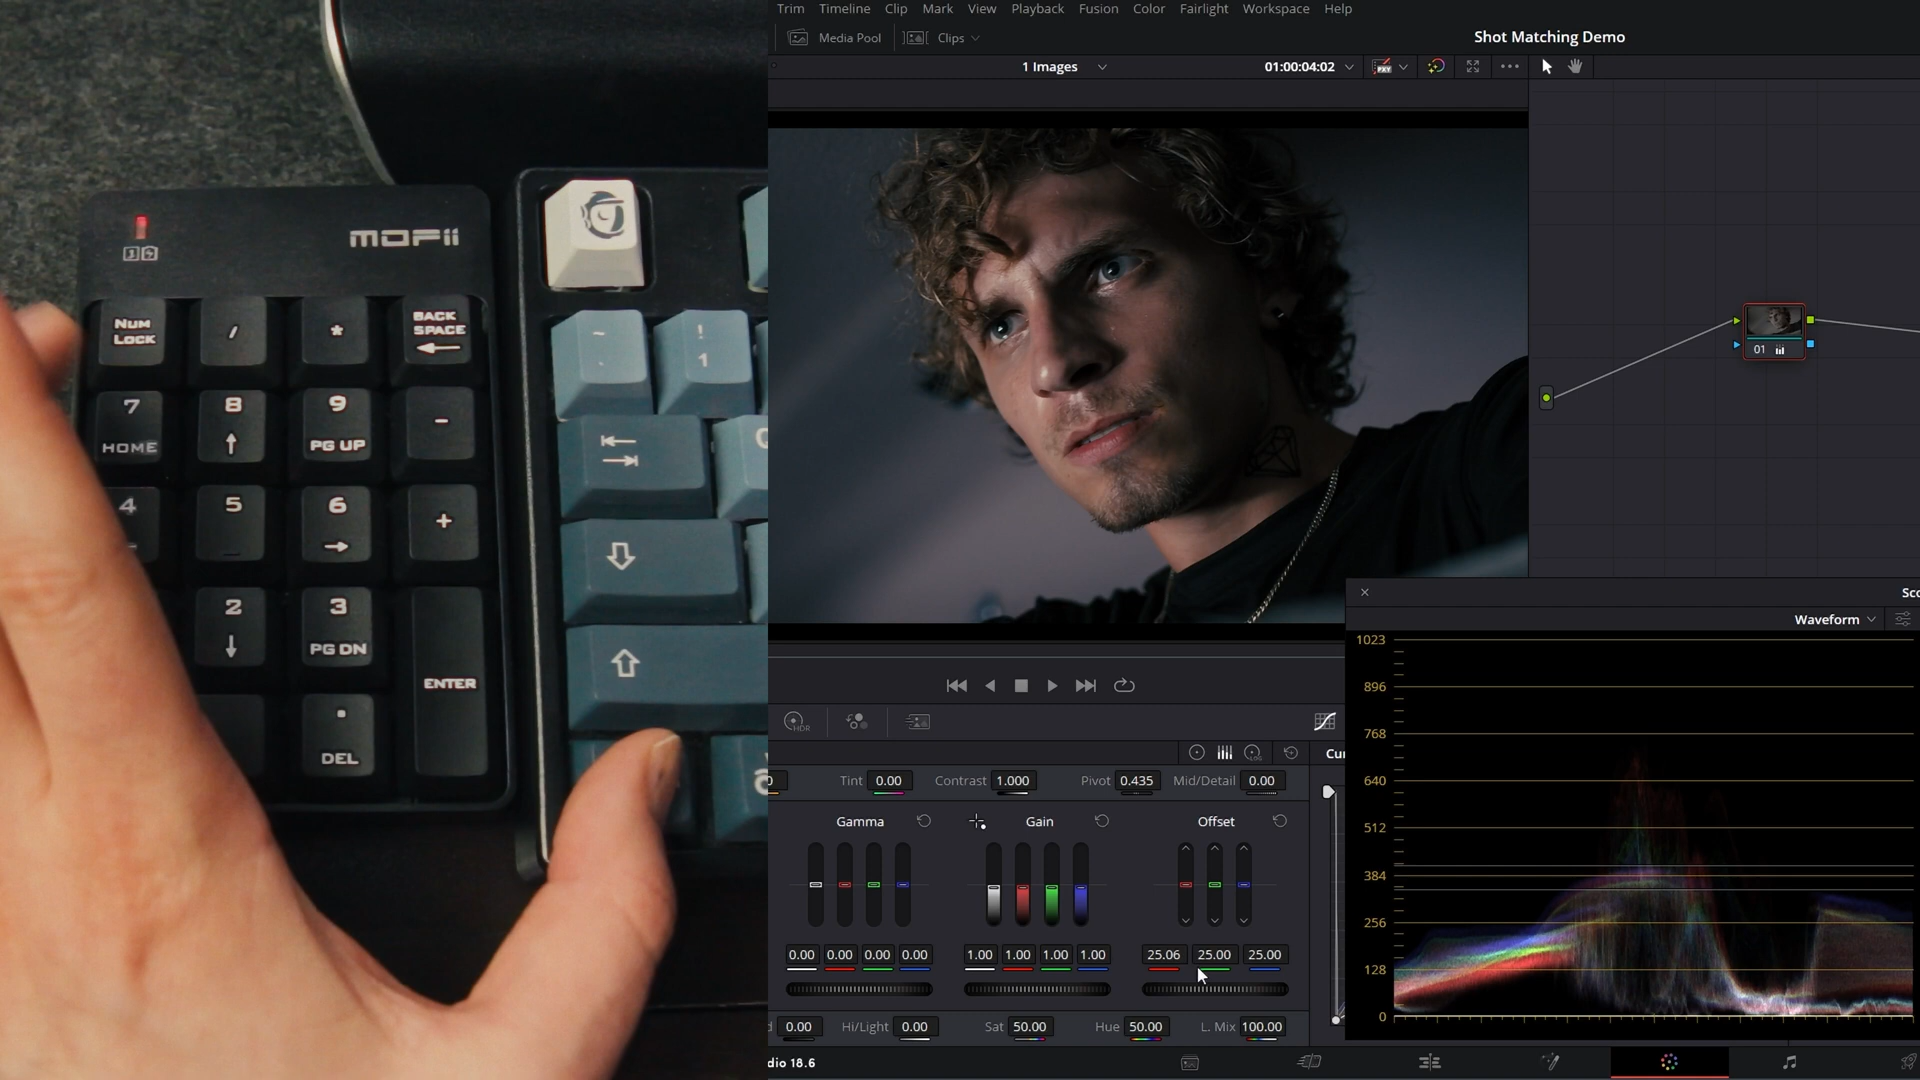 MOFii
Num Lock
/
*
BACK SPACE
7 HOME
8
9 PG UP
-
4
5
6
+
2
3 PG DN
ENTER
. DEL
~
!
1
Trim Timeline Clip Mark View Playback Fusion Color Fairlight Workspace Help
Media Pool Clips
Shot Matching Demo
1 Images 01:00:04:02
01
Waveform
1023
896
768
640
512
384
256
128
0
HDR
Tint 0.00 Contrast 1.000 Pivot 0.435 Mid/Detail 0.00
Gamma Gain Offset
0.00 0.00 0.00 0.00 1.00 1.00 1.00 1.00 25.06 25.00 25.00
0.00 Hi/Light 0.00 Sat 50.00 Hue 50.00 L. Mix 100.00
dio 18.6